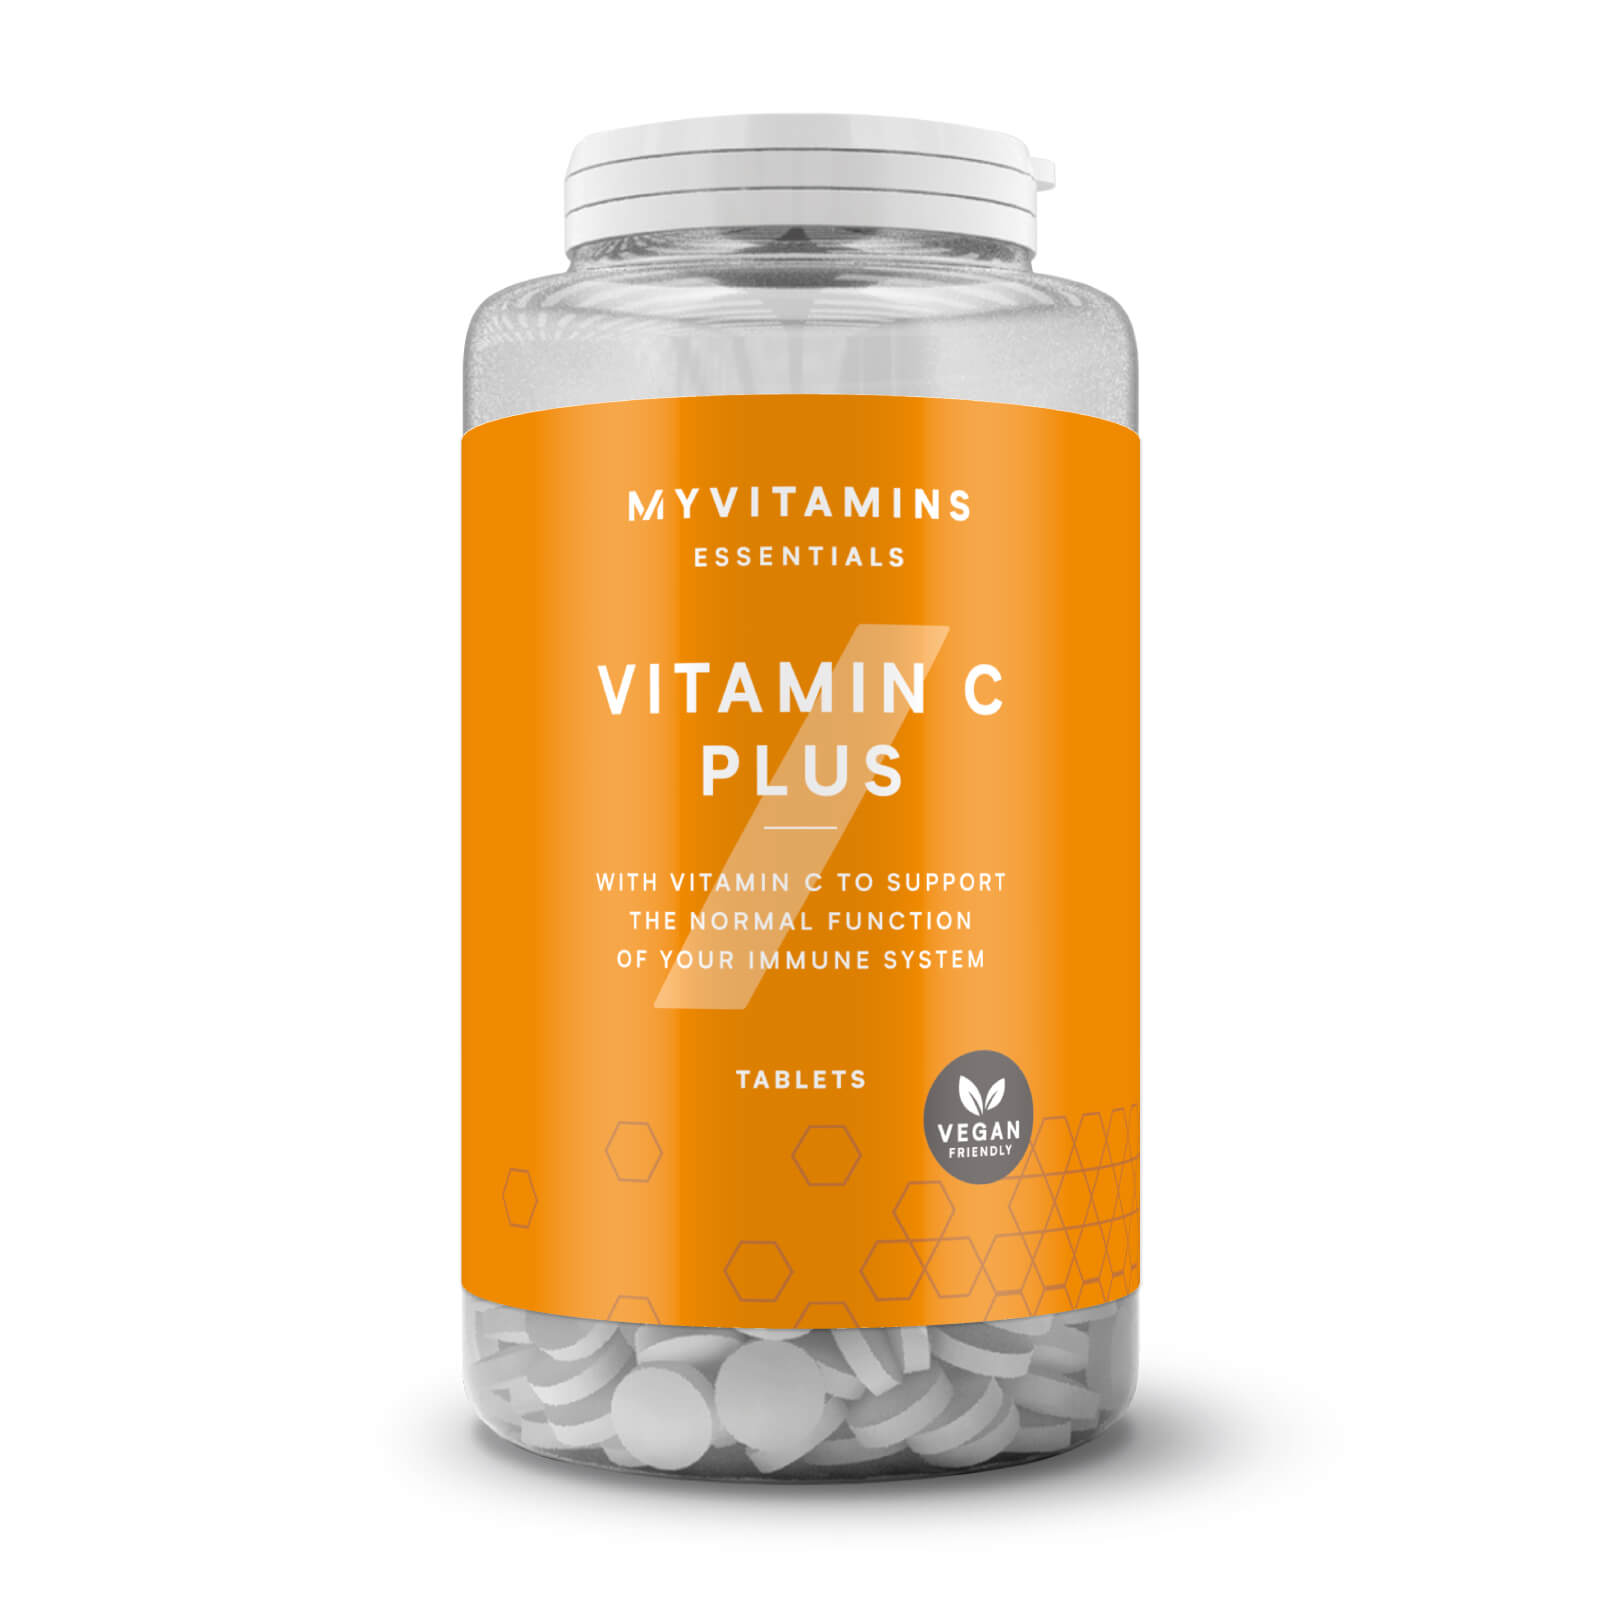 MYVITAMINS
ESSENTIALS
VITAMIN C
PLUS
WITH VITAMIN C TO SUPPORT
THE NORMAL FUNCTION
OF YOUR IMMUNE SYSTEM
TABLETS
VEGAN
FRIENDLY